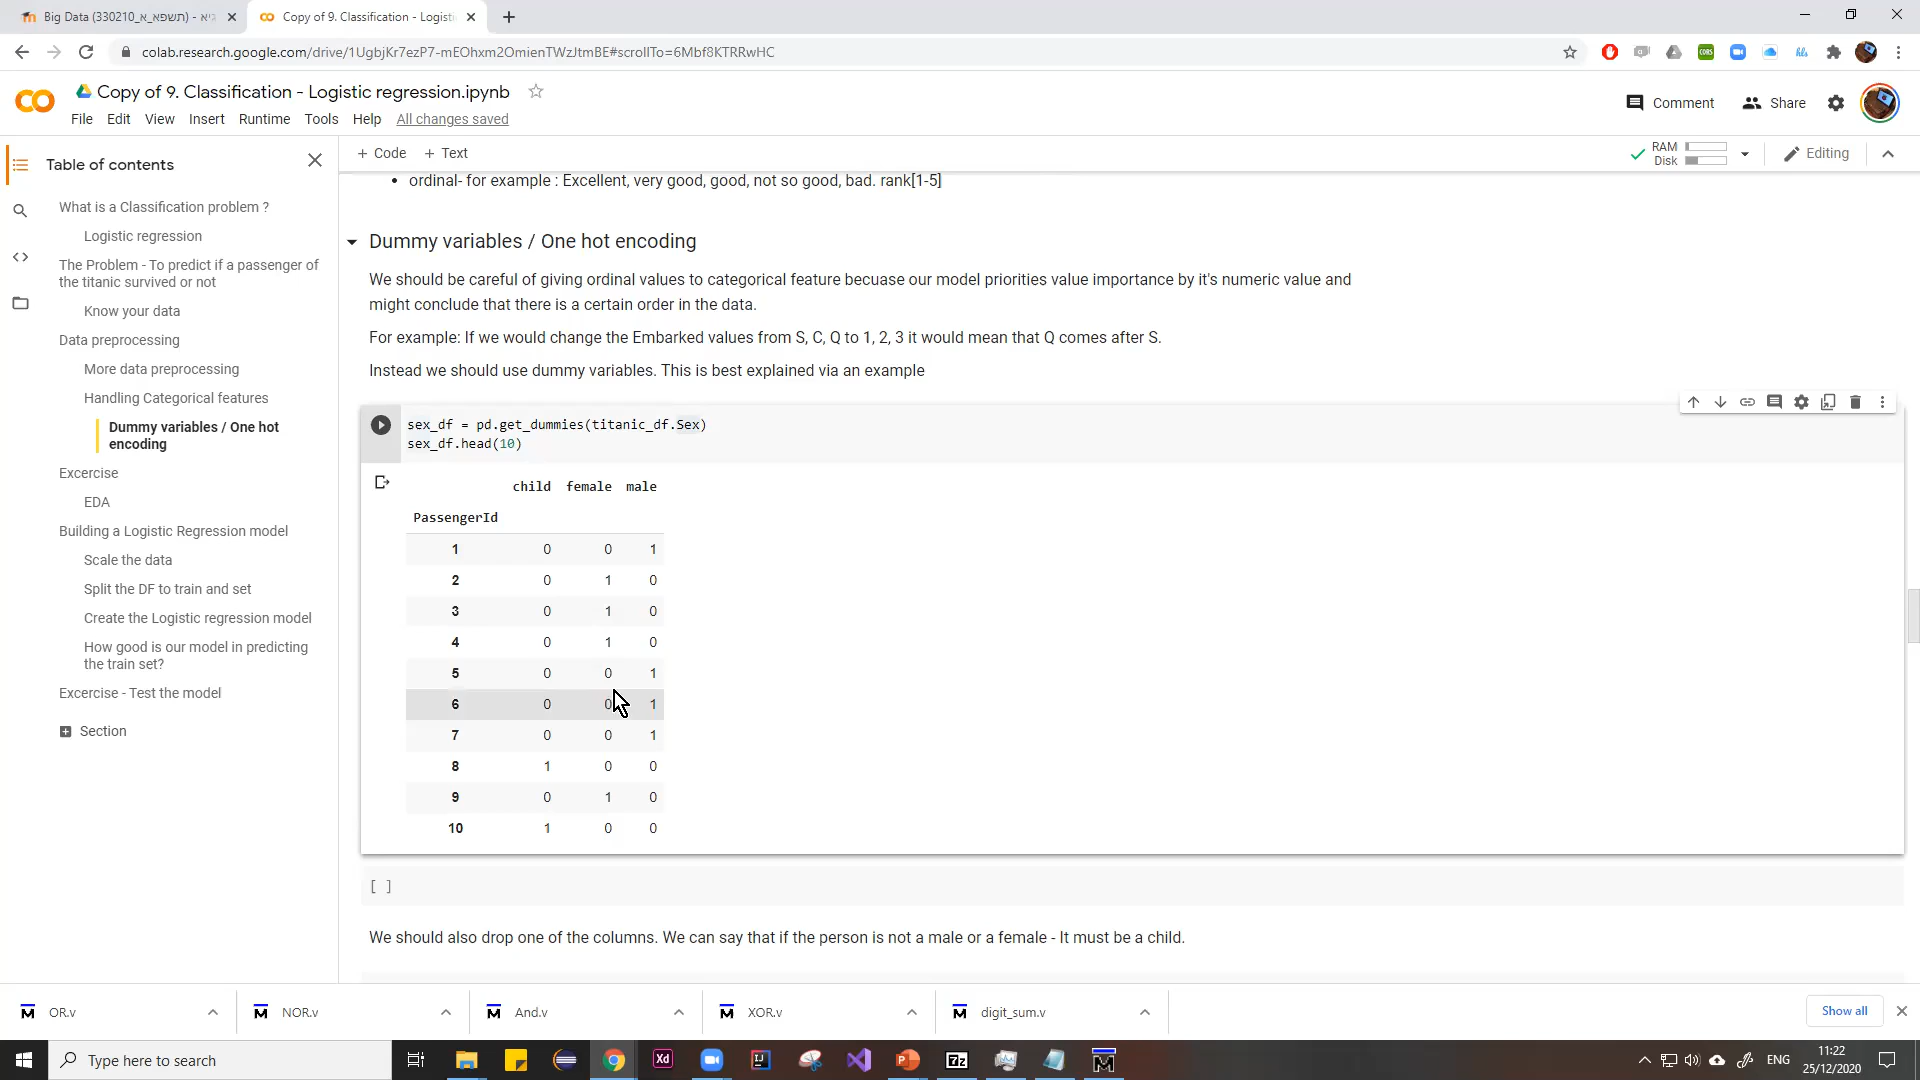 Big Data (330210_תשפא_א) - גיא
Copy of 9. Classification - Logisti
colab.research.google.com/drive/1UgbjKr7ezP7-mEOhxm2OmienTWzJtmBE#scrollTo=6Mbf8KTRRwHC
Copy of 9. Classification - Logistic regression.ipynb
Comment
Share
File Edit View Insert Runtime Tools Help All changes saved
Table of contents
+ Code + Text
RAM
Disk
Editing
What is a Classification problem ?
Logistic regression
The Problem - To predict if a passenger of
the titanic survived or not
Know your data
Data preprocessing
More data preprocessing
Handling Categorical features
Dummy variables / One hot
encoding
Excercise
EDA
Building a Logistic Regression model
Scale the data
Split the DF to train and set
Create the Logistic regression model
How good is our model in predicting
the train set?
Excercise - Test the model
Section
• ordinal- for example : Excellent, very good, good, not so good, bad. rank[1-5]
Dummy variables / One hot encoding
We should be careful of giving ordinal values to categorical feature becuase our model priorities value importance by it's numeric value and
might conclude that there is a certain order in the data.
For example: If we would change the Embarked values from S, C, Q to 1, 2, 3 it would mean that Q comes after S.
Instead we should use dummy variables. This is best explained via an example
sex_df = pd.get_dummies(titanic_df.Sex)
sex_df.head(10)
child female male
PassengerId
1 0 0 1
2 0 1 0
3 0 1 0
4 0 1 0
5 0 0 1
6 0 0 1
7 0 0 1
8 1 0 0
9 0 1 0
10 1 0 0
[ ]
We should also drop one of the columns. We can say that if the person is not a male or a female - It must be a child.
OR.v
NOR.v
And.v
XOR.v
digit_sum.v
Show all
Type here to search
ENG
11:22
25/12/2020